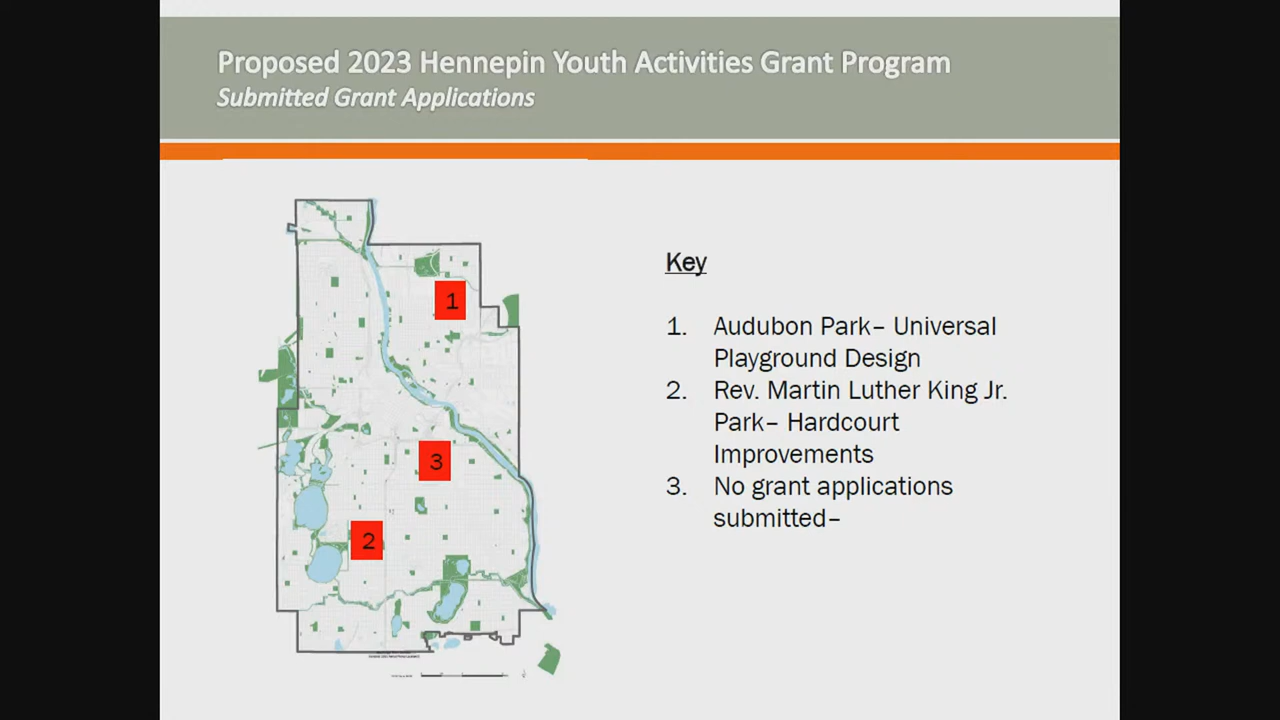 Proposed 2023 Hennepin Youth Activities Grant Program
Submitted Grant Applications
Key
1. Audubon Park– Universal
Playground Design
2. Rev. Martin Luther King Jr.
Park– Hardcourt
Improvements
3. No grant applications
submitted–
1
3
2